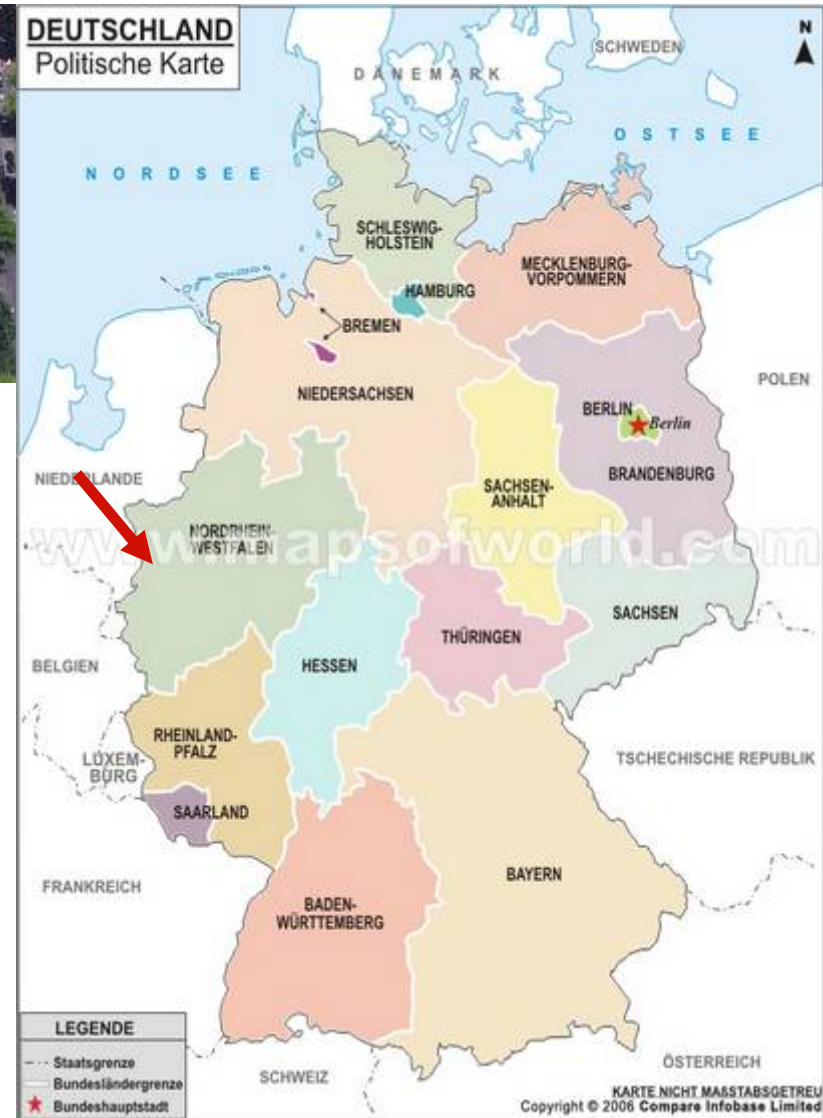 DEUTSCHLAND
Politische Karte
N
SCHWEDEN
DÄNEMARK
OSTSEE
NORDSEE
SCHLESWIG-
HOLSTEIN
MECKLENBURG-
VORPOMMERN
HAMBURG
BREMEN
POLEN
NIEDERSACHSEN
BERLIN
Berlin
NIEDERLANDE
BRANDENBURG
SACHSEN-
ANHALT
NORDRHEIN-
WESTFALEN
www.mapsofworld.com
SACHSEN
THÜRINGEN
BELGIEN
HESSEN
RHEINLAND-
PFALZ
LUXEM-
BURG
TSCHECHISCHE REPUBLIK
SAARLAND
FRANKREICH
BAYERN
BADEN-
WÜRTTEMBERG
LEGENDE
Staatsgrenze
Bundesländergrenze
Bundeshauptstadt
SCHWEIZ
ÖSTERREICH
KARTE NICHT MAßSTABSGETREU
Copyright © 2006 Compare Infobase Limited